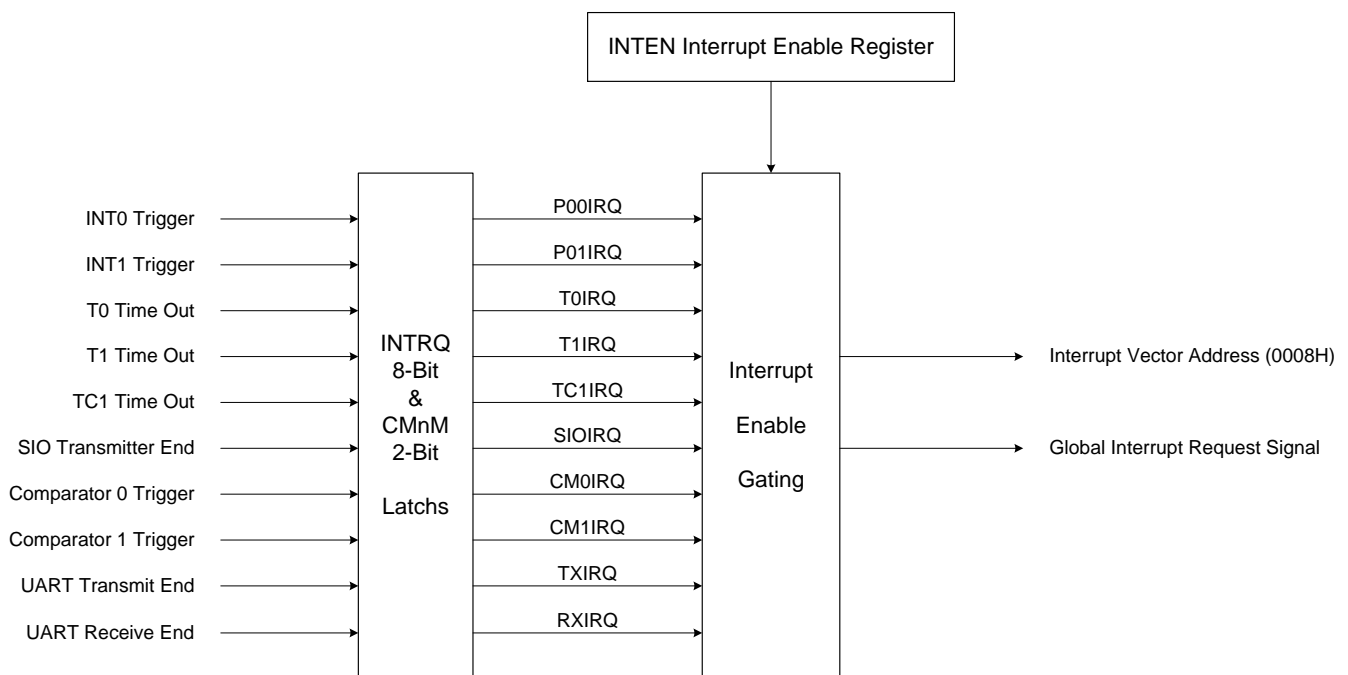 INTEN Interrupt Enable Register
INT0 Trigger
INT1 Trigger
T0 Time Out
T1 Time Out
TC1 Time Out
SIO Transmitter End
Comparator 0 Trigger
Comparator 1 Trigger
UART Transmit End
UART Receive End
INTRQ
8-Bit
&
CMnM
2-Bit
Latchs
P00IRQ
P01IRQ
T0IRQ
T1IRQ
TC1IRQ
SIOIRQ
CM0IRQ
CM1IRQ
TXIRQ
RXIRQ
Interrupt
Enable
Gating
Interrupt Vector Address (0008H)
Global Interrupt Request Signal